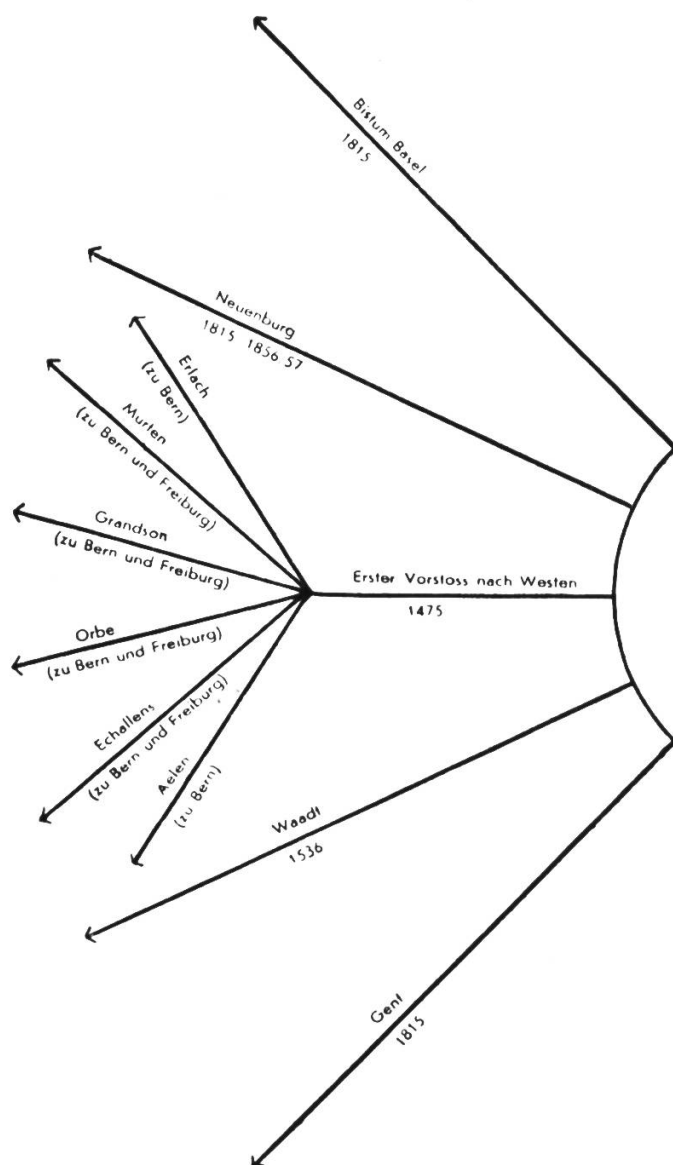 Bistum Basel
1815
Neuenburg
1815 1856 57
Erlach
(zu Bern)
Murten
(zu Bern und Freiburg)
Grandson
(zu Bern und Freiburg)
Erster Vorstoss nach Westen
1475
Orbe
(zu Bern und Freiburg)
Echallens
(zu Bern und Freiburg)
Aelen
(zu Bern)
Waadt
1536
Genf
1815